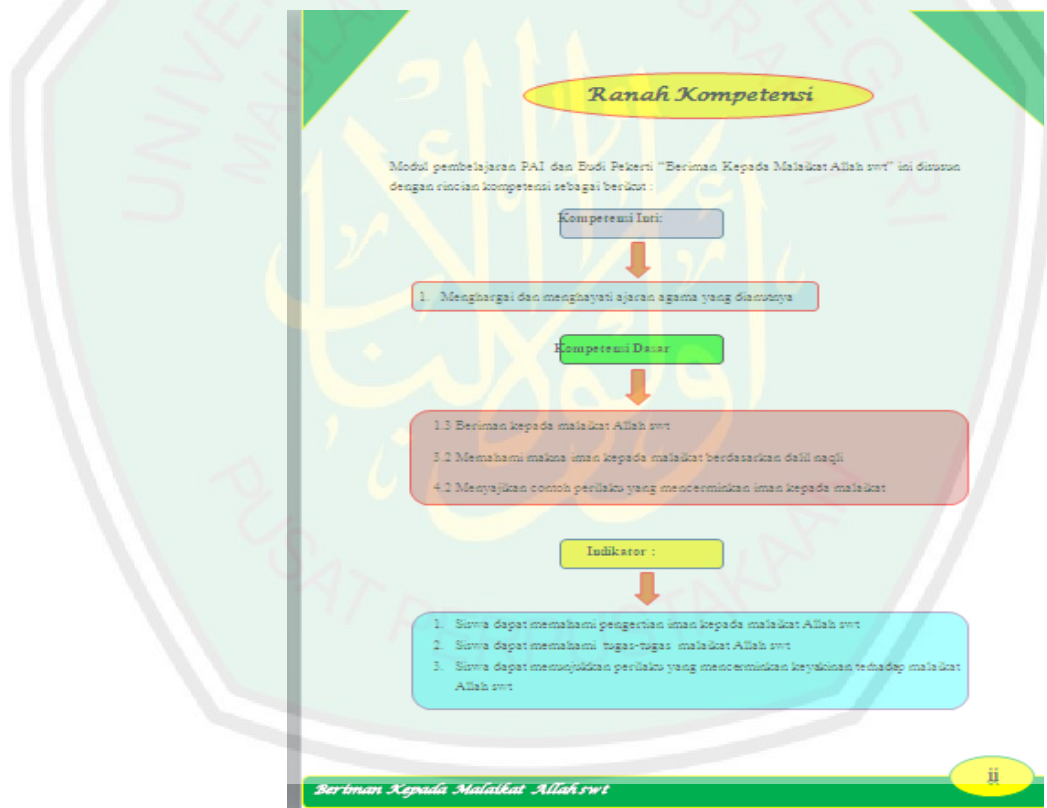 Ranah Kompetensi
Modul pembelajaran PAI dan Budi Pekerti “Beriman Kepada Malaikat Allah swt” ini disusun
dengan rincian kompetensi sebagai berikut :
Kompetensi Inti:
1. Menghargai dan menghayati ajaran agama yang dianutnya
Kompetensi Dasar
1.3 Beriman kepada malaikat Allah swt
3.2 Memahami makna iman kepada malaikat berdasarkan dalil naqli
4.2 Menyajikan contoh perilaku yang mencerminkan iman kepada malaikat
Indikator :
1. Siswa dapat memahami pengertian iman kepada malaikat Allah swt
2. Siswa dapat memahami tugas-tugas malaikat Allah swt
3. Siswa dapat menunjukkan perilaku yang mencerminkan keyakinan terhadap malaikat
Allah swt
ii
Beriman Kepada Malaikat Allah swt
PUSAT PERPUSTAKAAN